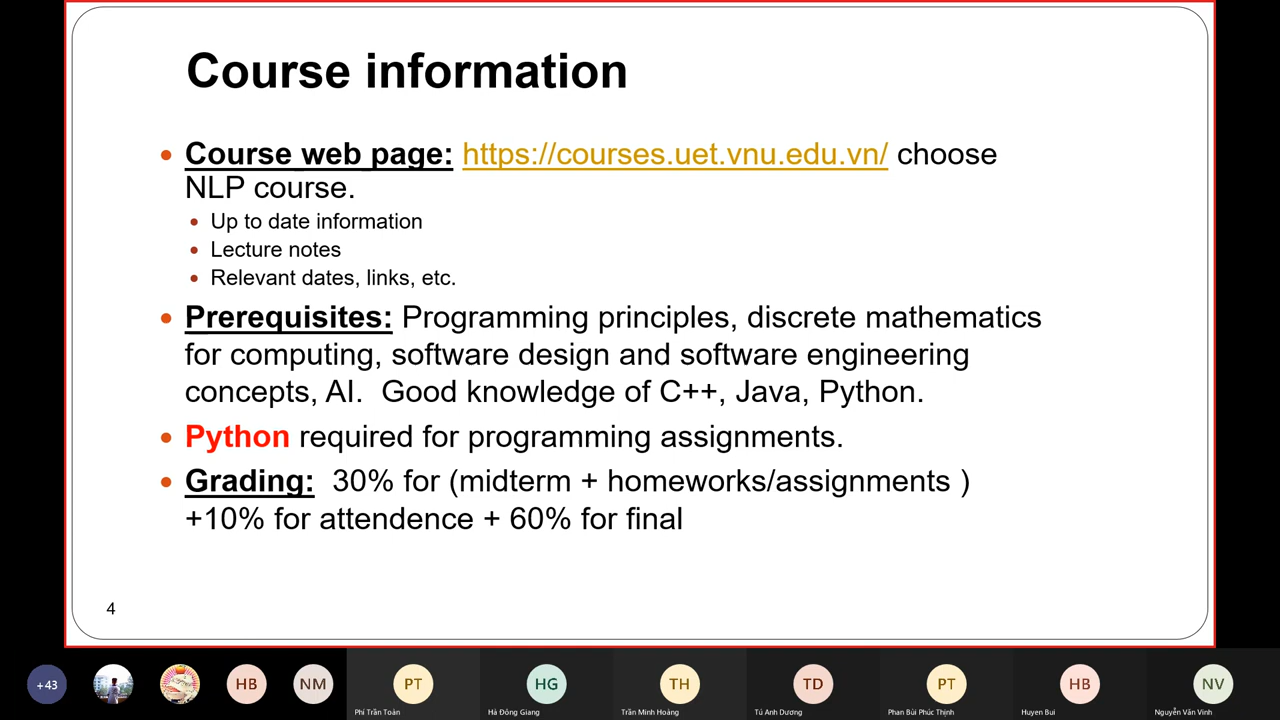 Course information
Course web page: https://courses.uet.vnu.edu.vn/ choose
NLP course.
Up to date information
Lecture notes
Relevant dates, links, etc.
Prerequisites: Programming principles, discrete mathematics
for computing, software design and software engineering
concepts, AI. Good knowledge of C++, Java, Python.
Python required for programming assignments.
Grading: 30% for (midterm + homeworks/assignments )
+10% for attendence + 60% for final
4
+43
HB
NM
PT
HG
TH
TD
PT
HB
NV
Phí Trần Toàn
Hà Đông Giang
Trần Minh Hoàng
Tú Anh Dương
Phan Bùi Phúc Thịnh
Huyen Bui
Nguyễn Văn Vinh